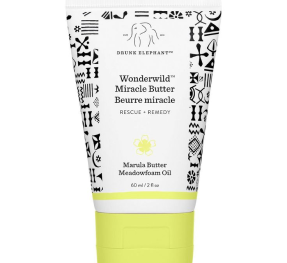 DRUNK ELEPHANT™
Wonderwild™
Miracle Butter
Beurre miracle
RESCUE + REMEDY
Marula Butter
Meadowfoam Oil
60 ml / 2 fl oz